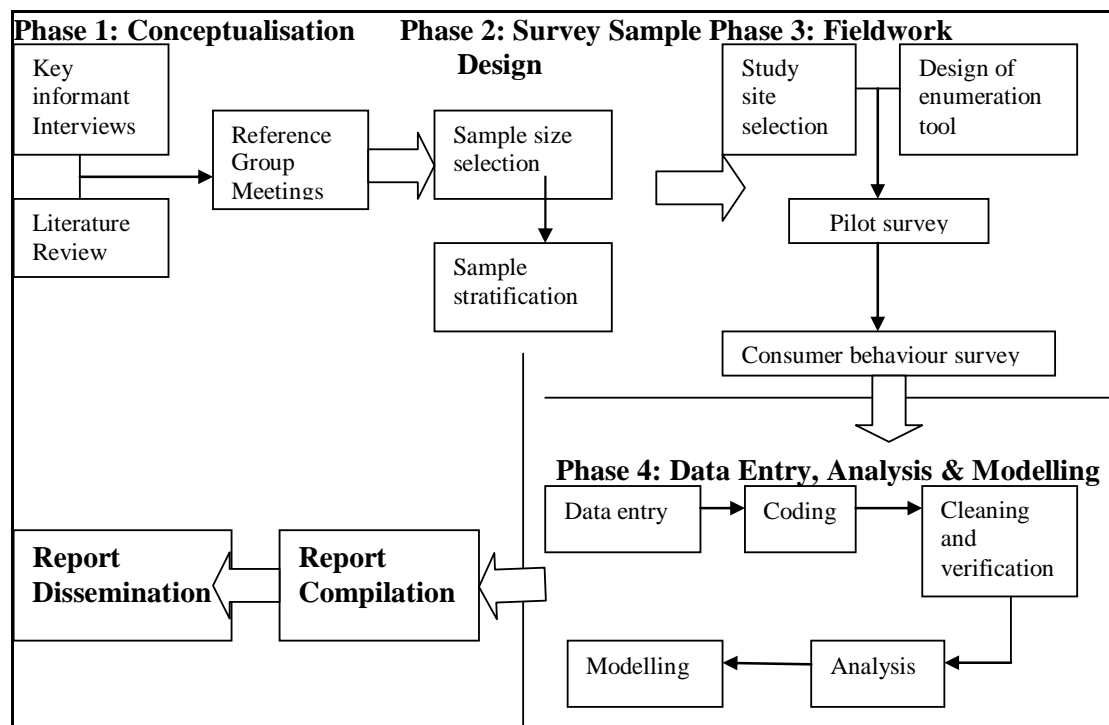 Phase 1: Conceptualisation
Phase 2: Survey Sample
Design
Phase 3: Fieldwork
Key
informant
Interviews
Literature
Review
Reference
Group
Meetings
Sample size
selection
Sample
stratification
Study
site
selection
Design of
enumeration
tool
Pilot survey
Consumer behaviour survey
Phase 4: Data Entry, Analysis & Modelling
Data entry
Coding
Cleaning
and
verification
Analysis
Modelling
Report
Compilation
Report
Dissemination